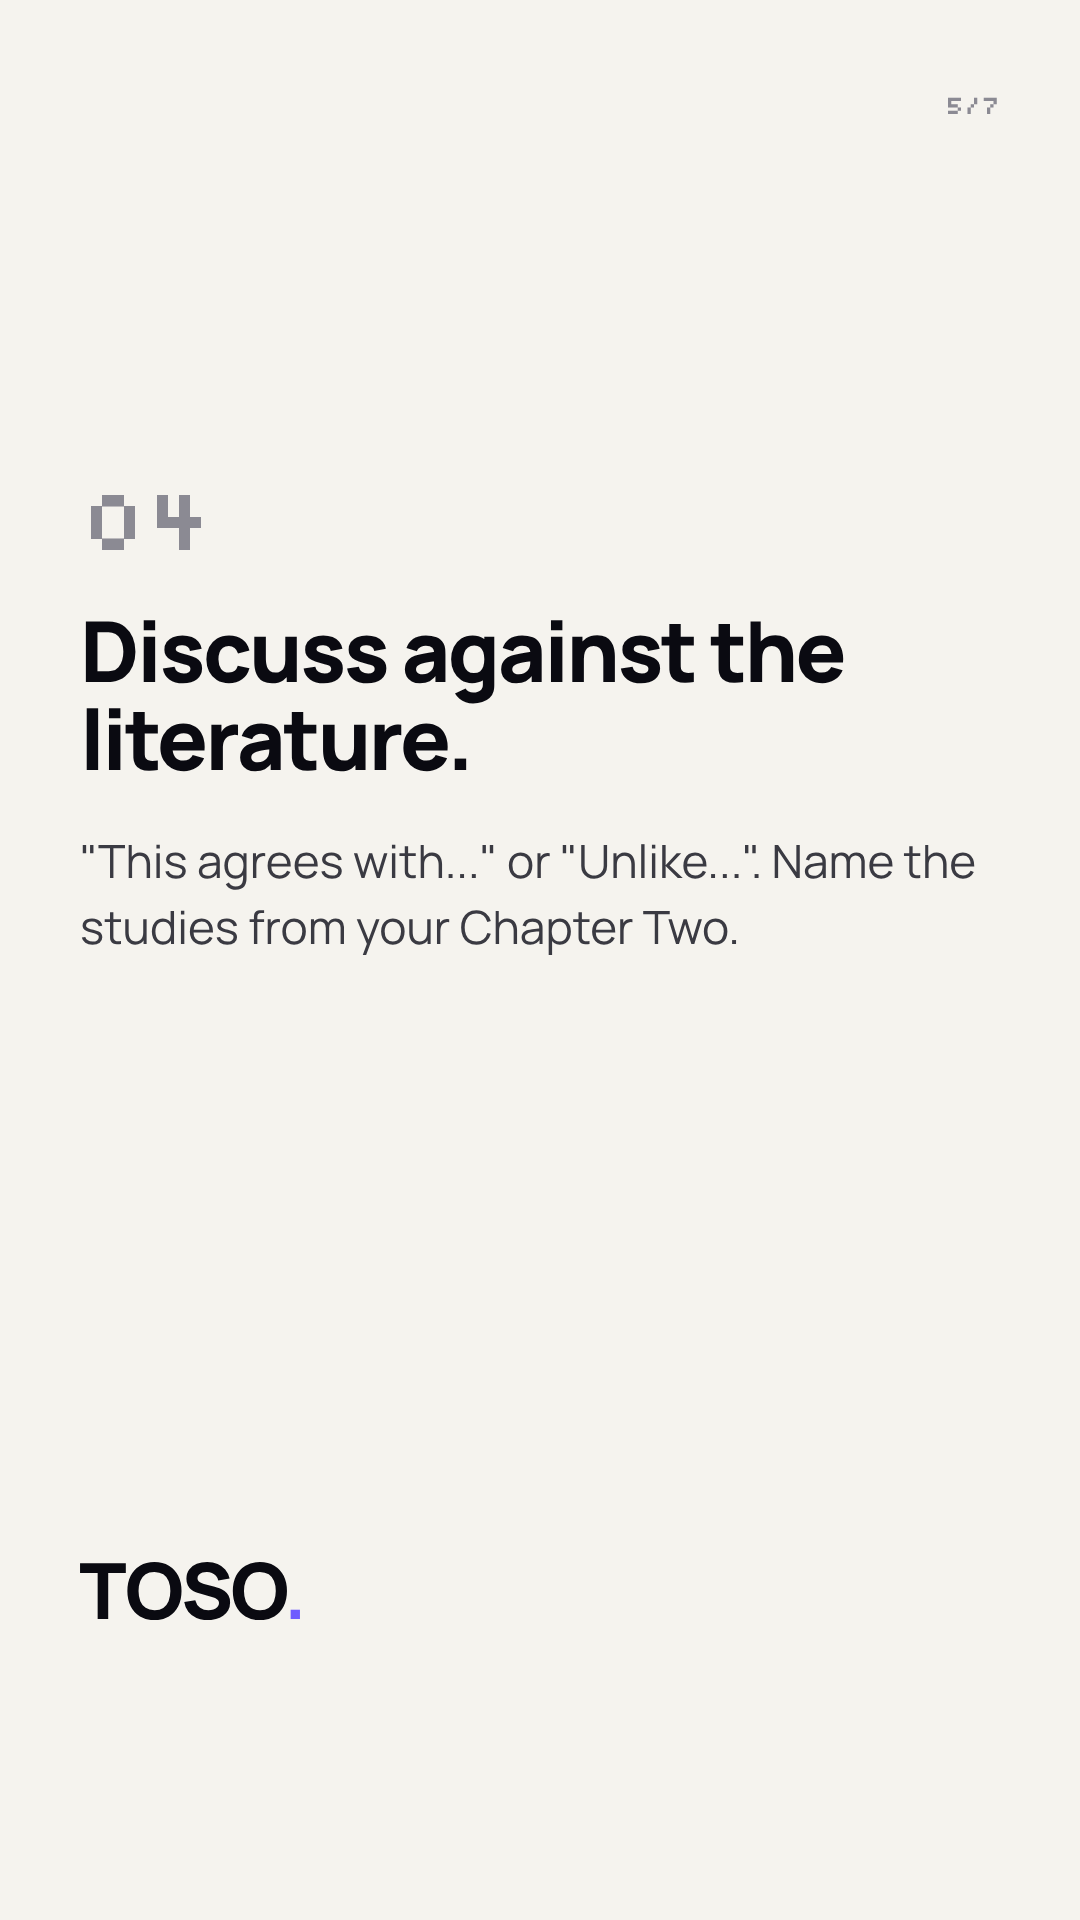 5/7
04
Discuss against the
literature.
"This agrees with..." or "Unlike...". Name the
studies from your Chapter Two.
TOSO.